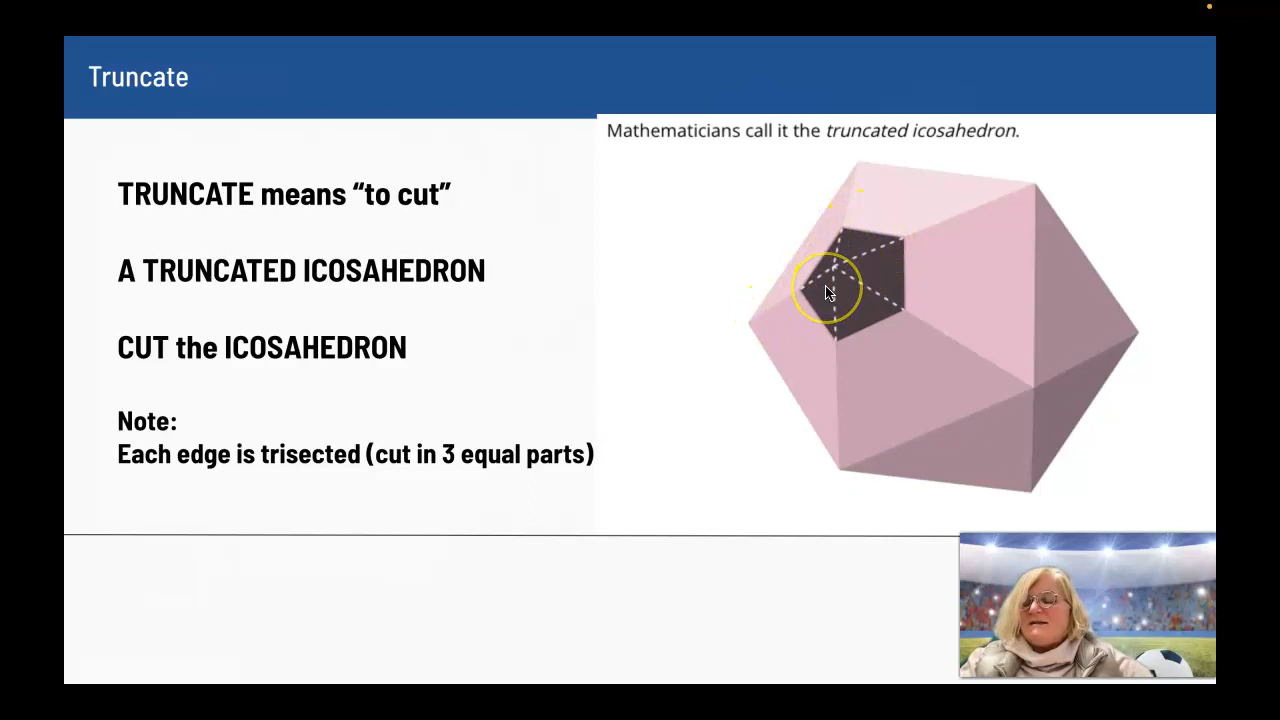 Truncate
Mathematicians call it the truncated icosahedron.
TRUNCATE means “to cut”
A TRUNCATED ICOSAHEDRON
CUT the ICOSAHEDRON
Note:
Each edge is trisected (cut in 3 equal parts)